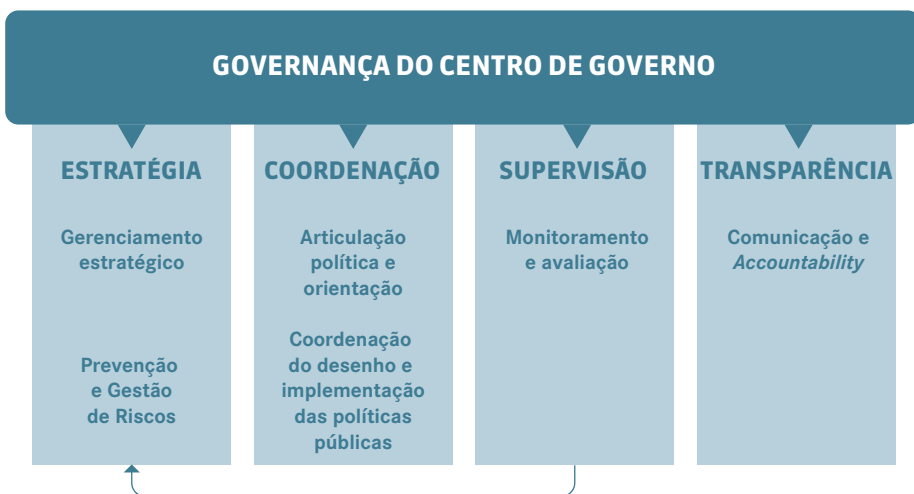 GOVERNANÇA DO CENTRO DE GOVERNO
ESTRATÉGIA
Gerenciamento
estratégico
Prevenção
e Gestão
de Riscos
COORDENAÇÃO
Articulação
política e
orientação
Coordenação
do desenho e
implementação
das políticas
públicas
SUPERVISÃO
Monitoramento
e avaliação
TRANSPARÊNCIA
Comunicação e
Accountability